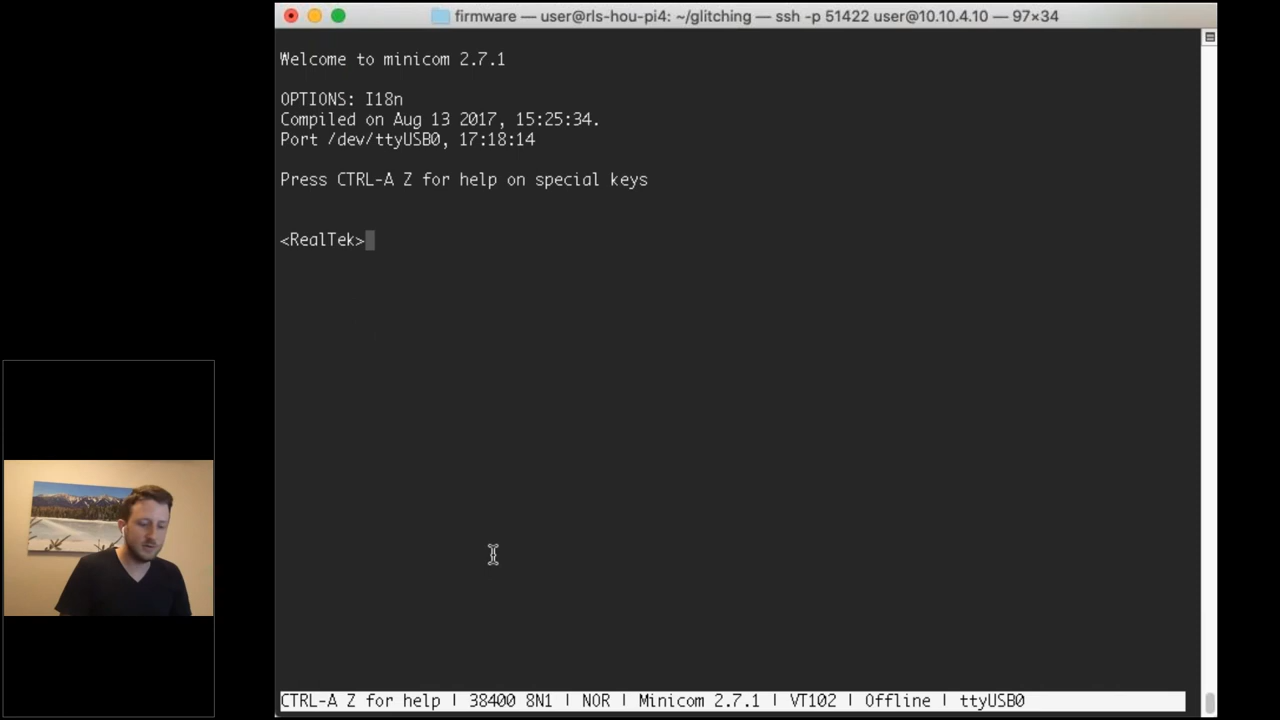 firmware — user@rls-hou-pi4: ~/glitching — ssh -p 51422 user@10.10.4.10 — 97×34
Welcome to minicom 2.7.1
OPTIONS: I18n
Compiled on Aug 13 2017, 15:25:34.
Port /dev/ttyUSB0, 17:18:14
Press CTRL-A Z for help on special keys
<RealTek>
CTRL-A Z for help | 38400 8N1 | NOR | Minicom 2.7.1 | VT102 | Offline | ttyUSB0